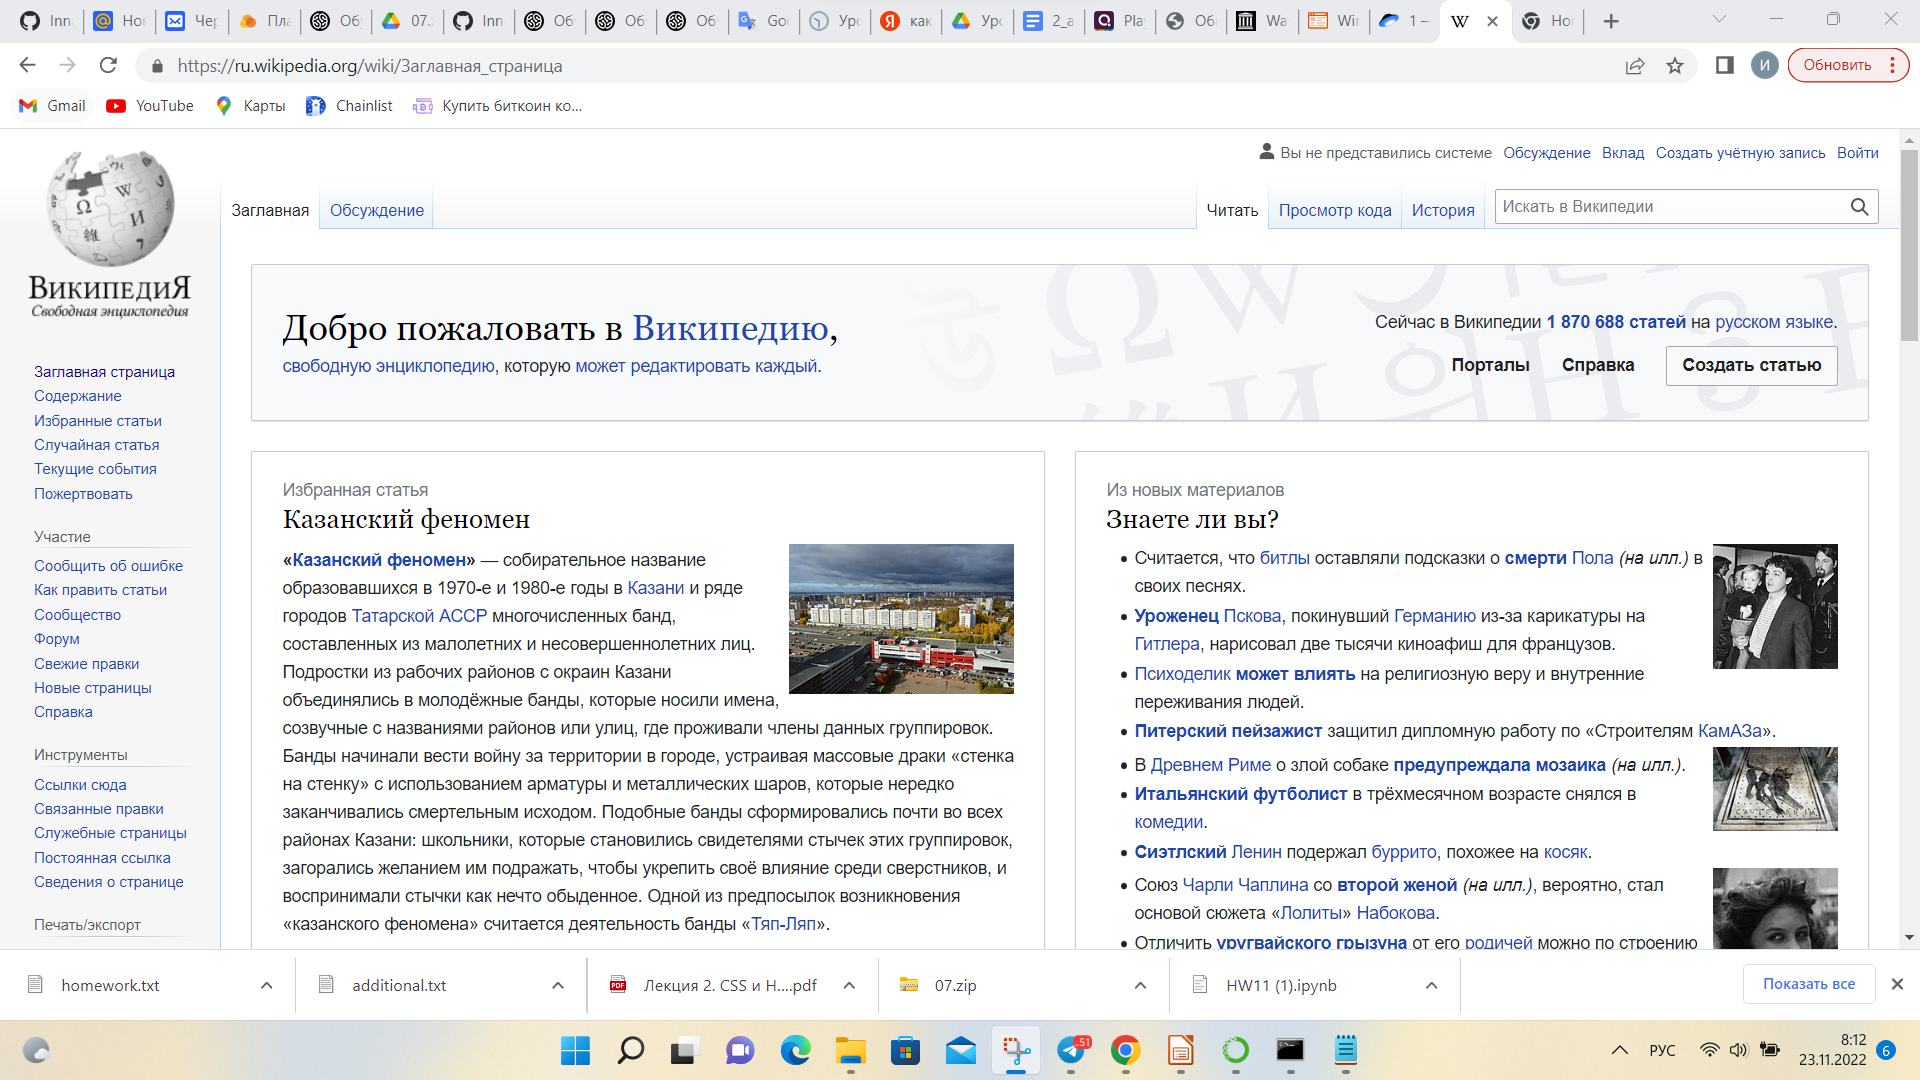 Inn
Нов
Чер
Пла
Об
07.
Inn
Об
Об
Об
Goo
Уро
как
Уро
2_a
Play
Об
Wa
Wir
1 –
Но
https://ru.wikipedia.org/wiki/Заглавная_страница
И
Обновить
Gmail
YouTube
Карты
Chainlist
Купить биткоин ко...
Вы не представились системе
Обсуждение
Вклад
Создать учётную запись
Войти
ВикипедиЯ
Свободная энциклопедия
Заглавная
Обсуждение
Читать
Просмотр кода
История
Искать в Википедии
Добро пожаловать в Википедию,
свободную энциклопедию, которую может редактировать каждый.
Сейчас в Википедии 1 870 688 статей на русском языке.
Порталы
Справка
Создать статью
Заглавная страница
Содержание
Избранные статьи
Случайная статья
Текущие события
Пожертвовать
Участие
Сообщить об ошибке
Как править статьи
Сообщество
Форум
Свежие правки
Новые страницы
Справка
Инструменты
Ссылки сюда
Связанные правки
Служебные страницы
Постоянная ссылка
Сведения о странице
Печать/экспорт
Избранная статья
Казанский феномен
«Казанский феномен» — собирательное название
образовавшихся в 1970-е и 1980-е годы в Казани и ряде
городов Татарской АССР многочисленных банд,
составленных из малолетних и несовершеннолетних лиц.
Подростки из рабочих районов с окраин Казани
объединялись в молодёжные банды, которые носили имена,
созвучные с названиями районов или улиц, где проживали члены данных группировок.
Банды начинали вести войну за территории в городе, устраивая массовые драки «стенка
на стенку» с использованием арматуры и металлических шаров, которые нередко
заканчивались смертельным исходом. Подобные банды сформировались почти во всех
районах Казани: школьники, которые становились свидетелями стычек этих группировок,
загорались желанием им подражать, чтобы укрепить своё влияние среди сверстников, и
воспринимали стычки как нечто обыденное. Одной из предпосылок возникновения
«казанского феномена» считается деятельность банды «Тяп-Ляп».
Из новых материалов
Знаете ли вы?
Считается, что битлы оставляли подсказки о смерти Пола (на илл.) в
своих песнях.
Уроженец Пскова, покинувший Германию из-за карикатуры на
Гитлера, нарисовал две тысячи киноафиш для французов.
Психоделик может влиять на религиозную веру и внутренние
переживания людей.
Питерский пейзажист защитил дипломную работу по «Строителям КамАЗа».
В Древнем Риме о злой собаке предупреждала мозаика (на илл.).
Итальянский футболист в трёхмесячном возрасте снялся в
комедии.
Сиэтлский Ленин подержал буррито, похожее на косяк.
Союз Чарли Чаплина со второй женой (на илл.), вероятно, стал
основой сюжета «Лолиты» Набокова.
Отличить уругвайского грызуна от его родичей можно по строению
homework.txt
additional.txt
Лекция 2. CSS и Н....pdf
07.zip
HW11 (1).ipynb
Показать все
51
РУС
8:12
23.11.2022
6